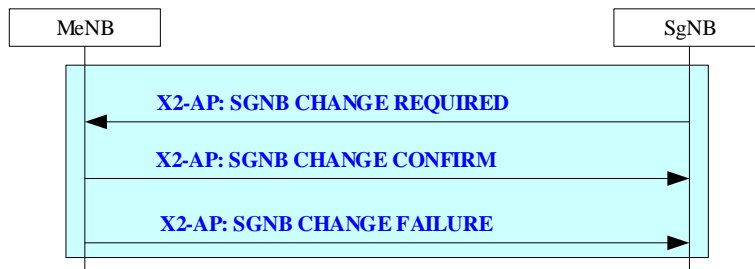 MeNB
SgNB
X2-AP: SGNB CHANGE REQUIRED
X2-AP: SGNB CHANGE CONFIRM
X2-AP: SGNB CHANGE FAILURE